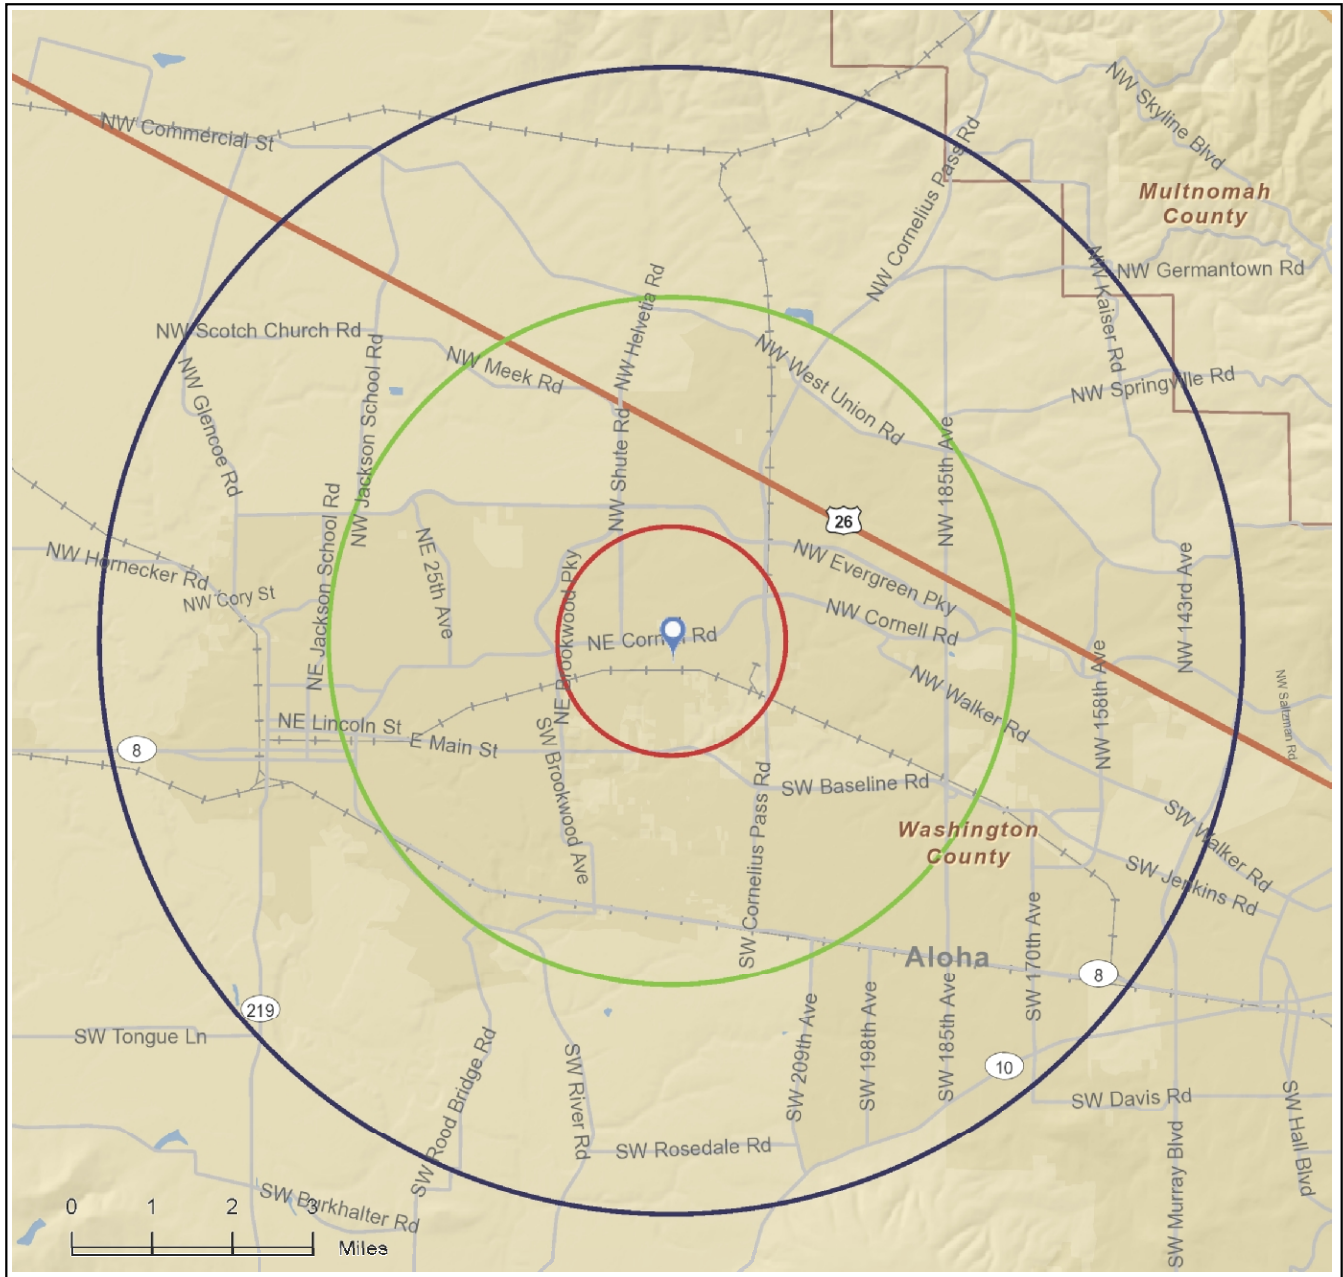 NW Commercial St
NW Skyline Blvd
Multnomah
County
NW Cornelius Pass Rd
NW Germantown Rd
NW Kaiser Rd
NW Helvetia Rd
NW Scotch Church Rd
NW Meek Rd
NW West Union Rd
NW Springville Rd
NW Glencoe Rd
NW Jackson School Rd
NW Shute Rd
NW 185th Ave
26
NW Hornecker Rd
NW Cory St
NE Jackson School Rd
NE 25th Ave
NE Brookwood Pky
NW Evergreen Pky
NW 143rd Ave
NE Cornell Rd
NW Cornell Rd
NW Walker Rd
NW 158th Ave
NW Saltzman Rd
NE Lincoln St
E Main St
8
SW Brookwood Ave
SW Baseline Rd
SW Cornelius Pass Rd
Washington
County
SW Walker Rd
SW Jenkins Rd
Aloha
SW 170th Ave
8
219
SW Tongue Ln
SW Rood Bridge Rd
SW River Rd
SW 209th Ave
SW 198th Ave
SW 185th Ave
10
SW Davis Rd
SW Hall Blvd
SW Rosedale Rd
SW Murray Blvd
SW Burkhalter Rd
0 1 2 3
Miles